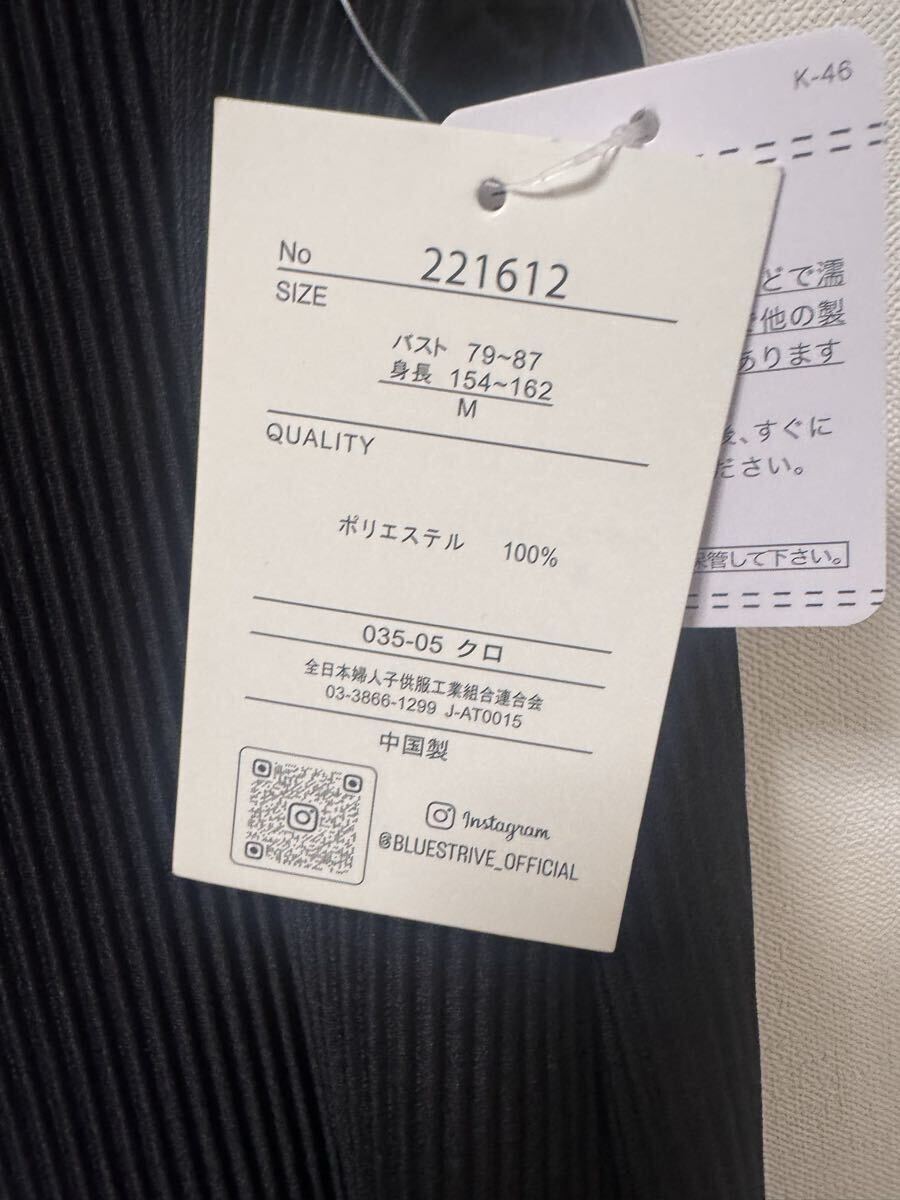 No 221612
SIZE
バスト 79~87
身長 154~162
M
QUALITY
ポリエステル 100%
035-05 クロ
全日本婦人子供服工業組合連合会
03-3866-1299 J-AT0015
中国製
Instagram
@BLUESTRIVE_OFFICIAL
K-46
どで濡
他の製
あります
、すぐに
ださい。
管して下さい。